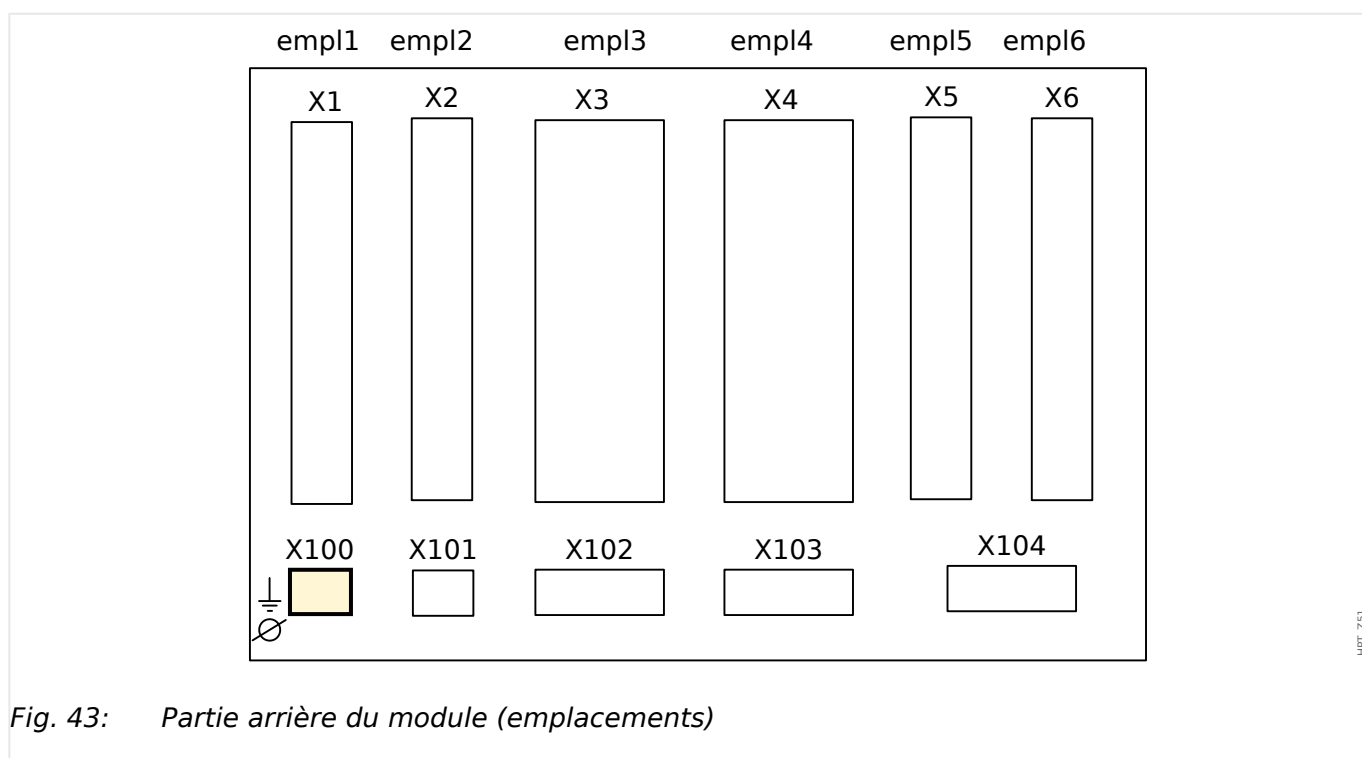 empl1 empl2 empl3 empl4 empl5 empl6
X1 X2 X3 X4 X5 X6
X100 X101 X102 X103 X104
Fig. 43: Partie arrière du module (emplacements)